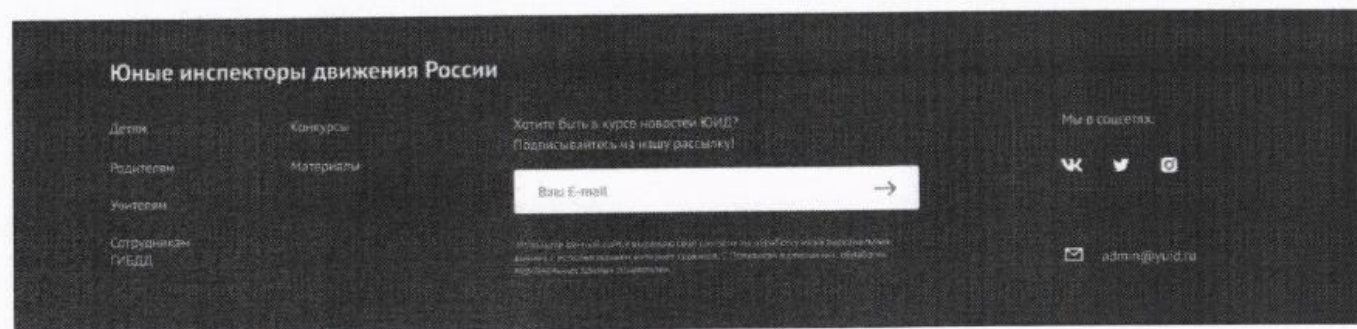 Юные инспекторы движения России
Детям
Родителям
Учителям
Сотрудникам
ГИБДД
Конкурсы
Материалы
Хотите быть в курсе новостей ЮИД?
Подписывайтесь на нашу рассылку!
Ваш E-mail
Мы в соцсетях:
admin@yuid.ru